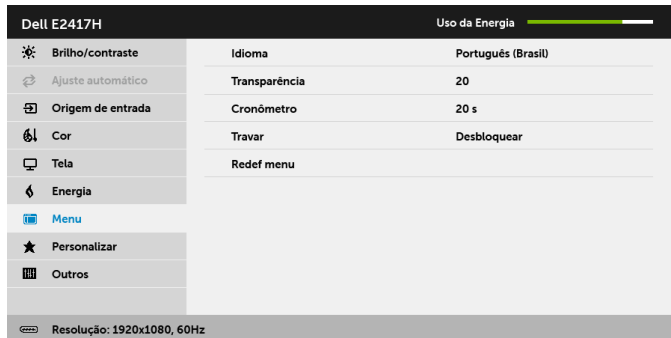 Dell E2417H Uso da Energia
Brilho/contraste Idioma Português (Brasil)
Ajuste automático Transparência 20
Origem de entrada Cronômetro 20 s
Cor Travar Desbloquear
Tela Redef menu
Energia
Menu
Personalizar
Outros
Resolução: 1920x1080, 60Hz